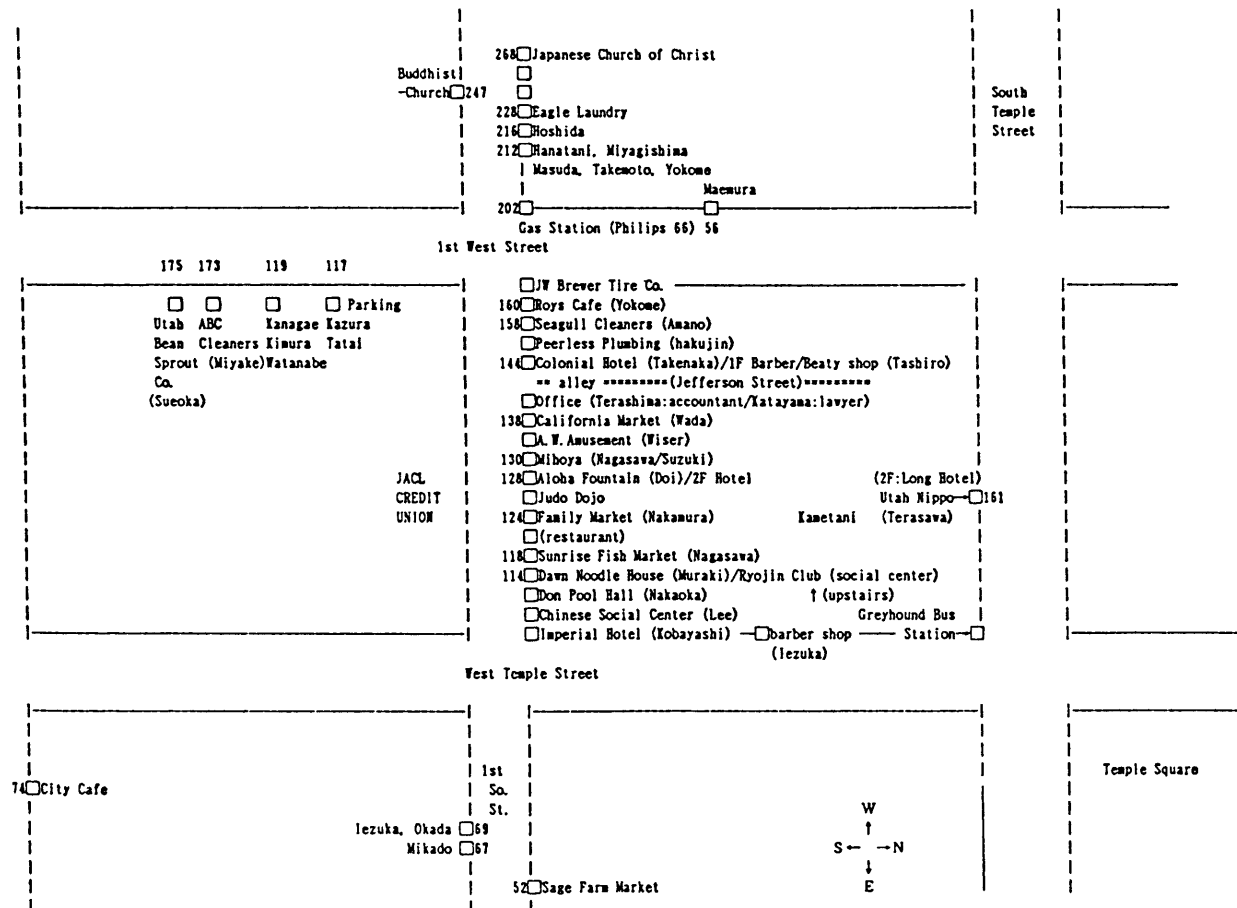 268 Japanese Church of Christ
Buddhist
-Church 247
South
Temple
Street
228 Eagle Laundry
216 Hoshida
212 Hanatani, Miyagishima
Masuda, Takemoto, Yokome
Maemura
202
Gas Station (Philips 66) 56
1st West Street
175 173 119 117
JW Brewer Tire Co.
Parking
Utah ABC Kanagae Kazura
Bean Cleaners Kimura Tatai
Sprout (Miyake) Watanabe
Co.
(Sueoka)
160 Roys Cafe (Yokome)
158 Seagull Cleaners (Amano)
Peerless Plumbing (hakujin)
144 Colonial Hotel (Takenaka)/1F Barber/Beaty shop (Tashiro)
== alley =========(Jefferson Street)=========
Office (Terashima:accountant/Katayama:lawyer)
138 California Market (Wada)
A.W.Amusement (Wiser)
130 Miboya (Nagasawa/Suzuki)
128 Aloha Fountain (Doi)/2F Hotel
JACL
CREDIT
UNION
(2F:Long Hotel)
Judo Dojo
Utah Nippo→ 161
124 Family Market (Nakamura)
Kametani (Terasawa)
(restaurant)
118 Sunrise Fish Market (Nagasawa)
114 Dawn Noodle House (Muraki)/Ryojin Club (social center)
Don Pool Hall (Nakaoka)
↑(upstairs)
Chinese Social Center (Lee)
Greyhound Bus
Imperial Hotel (Kobayashi)
barber shop
Station→
(Iezuka)
West Temple Street
1st
So.
St.
Temple Square
74 City Cafe
W
Iezuka, Okada 69
Mikado 67
S← →N
E
52 Sage Farm Market